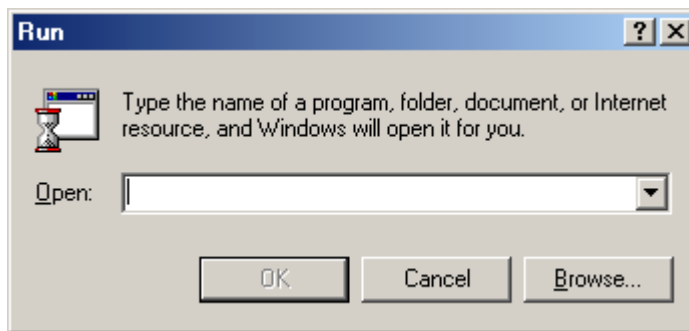 Run
Type the name of a program, folder, document, or Internet
resource, and Windows will open it for you.
Open:
OK Cancel Browse...